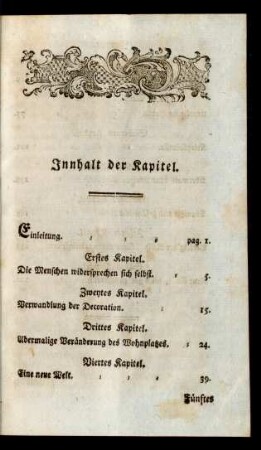 Innhalt der Kapitel.
Einleitung. = = = pag. 1.
Erstes Kapitel.
Die Menschen widersprechen sich selbst. = 5.
Zweytes Kapitel.
Verwandlung der Decoration. = 15.
Drittes Kapitel.
Abermalige Veränderung des Wohnplatzes. = 24.
Viertes Kapitel.
Eine neue Welt. = = = 39.
Fünftes